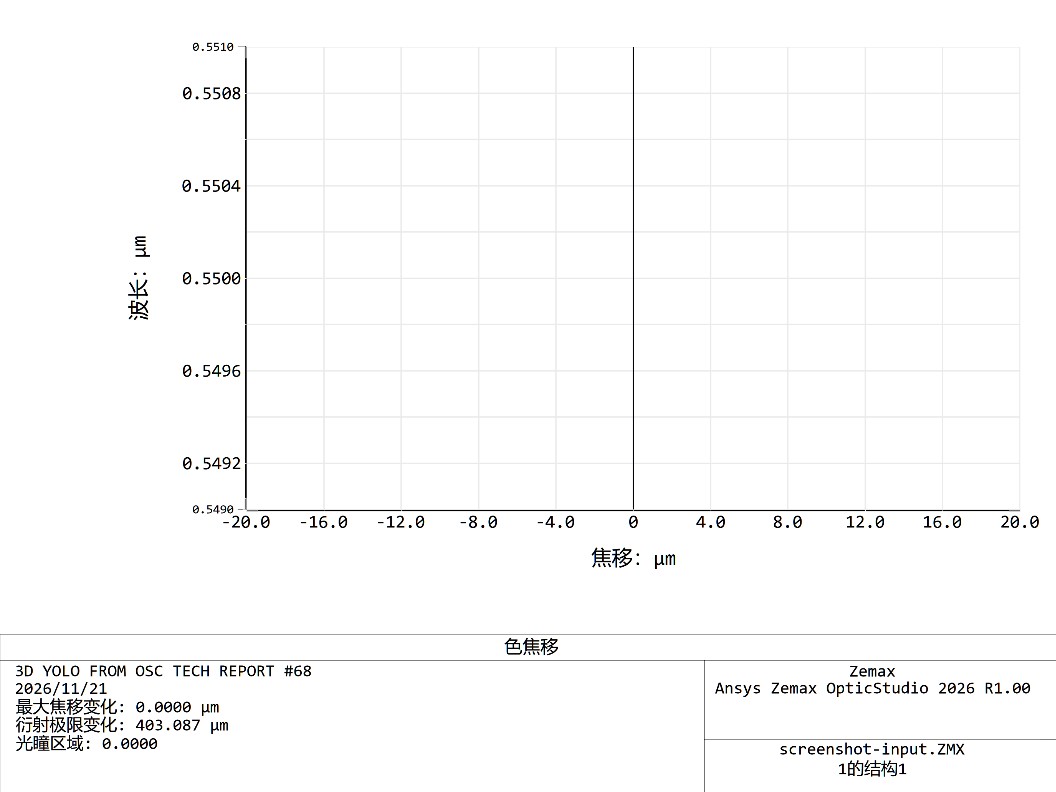 0.5510
0.5508
0.5504
0.5500
0.5496
0.5492
0.5490
波长: µm
-20.0 -16.0 -12.0 -8.0 -4.0 0 4.0 8.0 12.0 16.0 20.0
焦移: µm
色焦移
3D YOLO FROM OSC TECH REPORT #68
2026/11/21
最大焦移变化: 0.0000 µm
衍射极限变化: 403.087 µm
光瞳区域: 0.0000
Zemax
Ansys Zemax OpticStudio 2026 R1.00
screenshot-input.ZMX
1的结构1